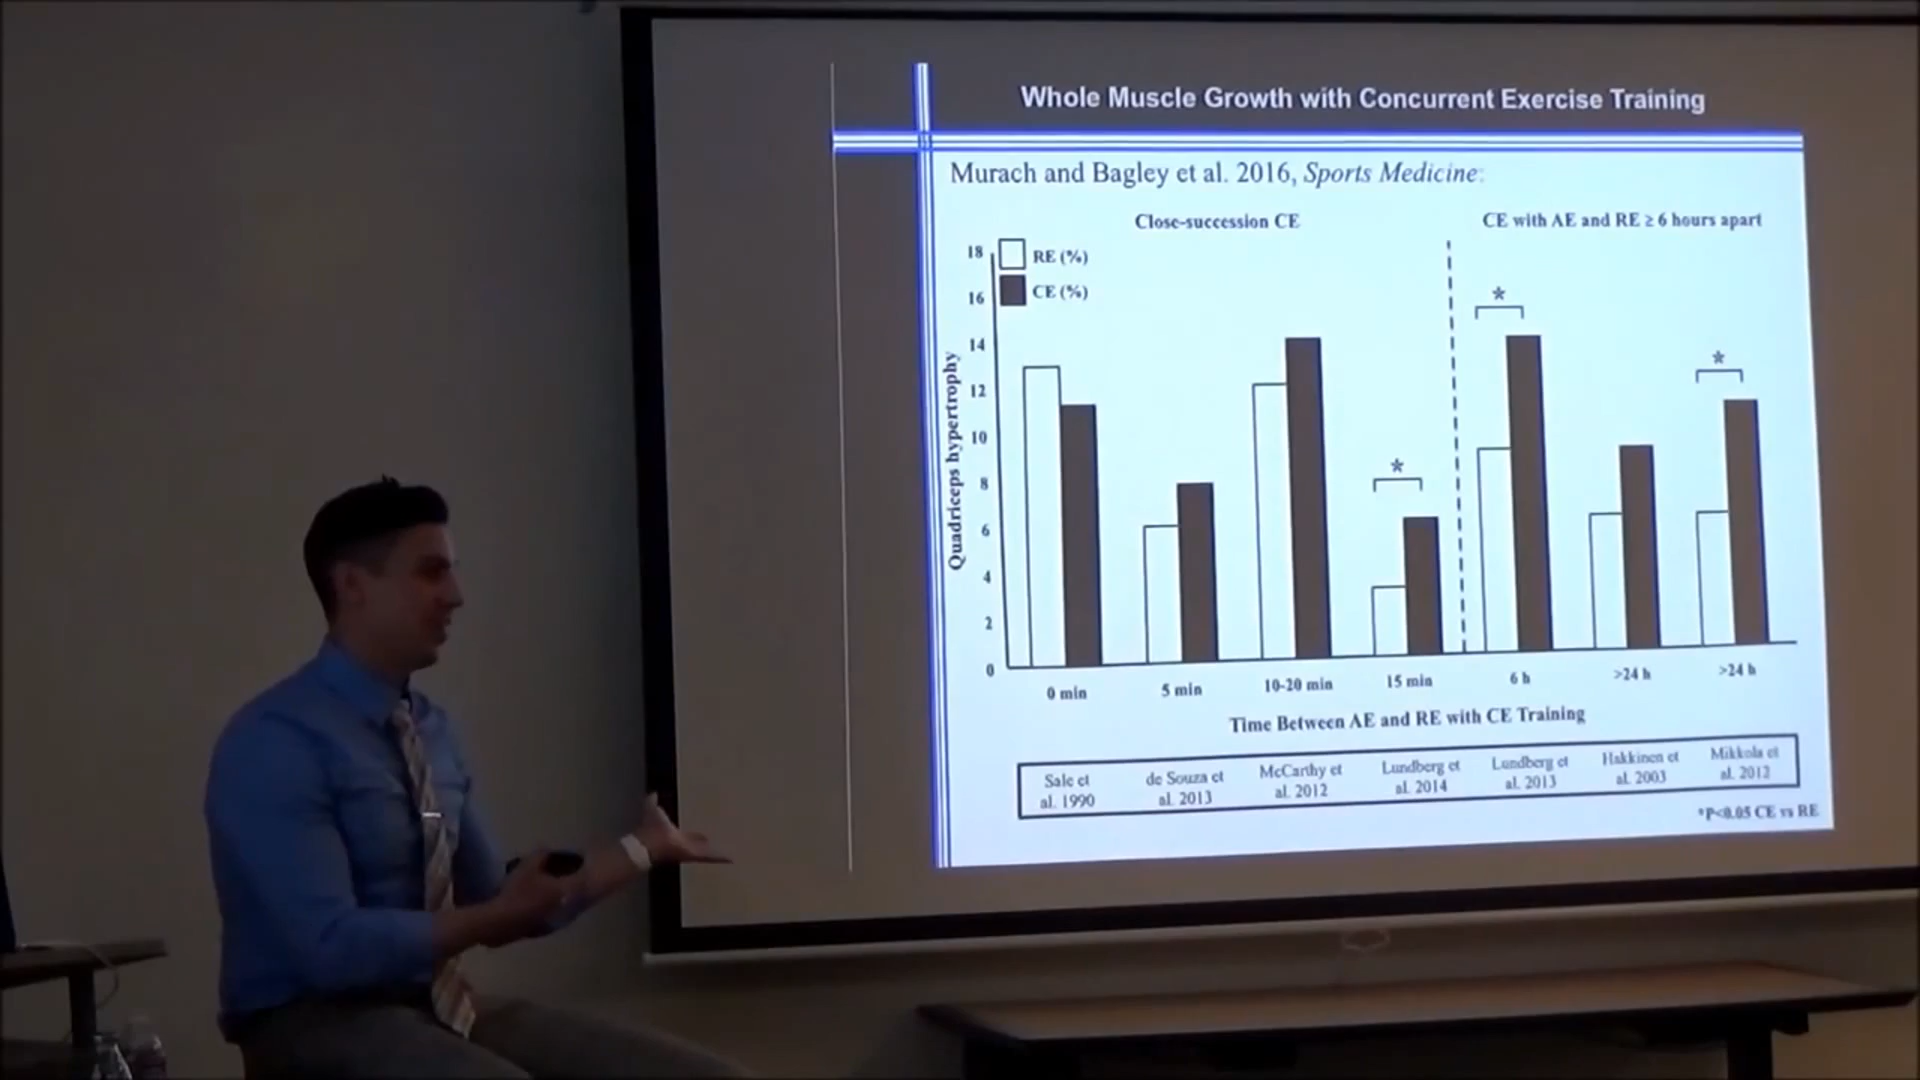 Whole Muscle Growth with Concurrent Exercise Training
Murach and Bagley et al. 2016, Sports Medicine:
Close-succession CE
CE with AE and RE ≥ 6 hours apart
RE (%)
CE (%)
Quadriceps hypertrophy
18
16
14
12
10
8
6
4
2
0
*
*
*
0 min
5 min
10-20 min
15 min
6 h
>24 h
>24 h
Time Between AE and RE with CE Training
Sale et
al. 1990
de Souza et
al. 2013
McCarthy et
al. 2012
Lundberg et
al. 2014
Lundberg et
al. 2013
Hakkinen et
al. 2003
Mikkola et
al. 2012
*P<0.05 CE vs RE